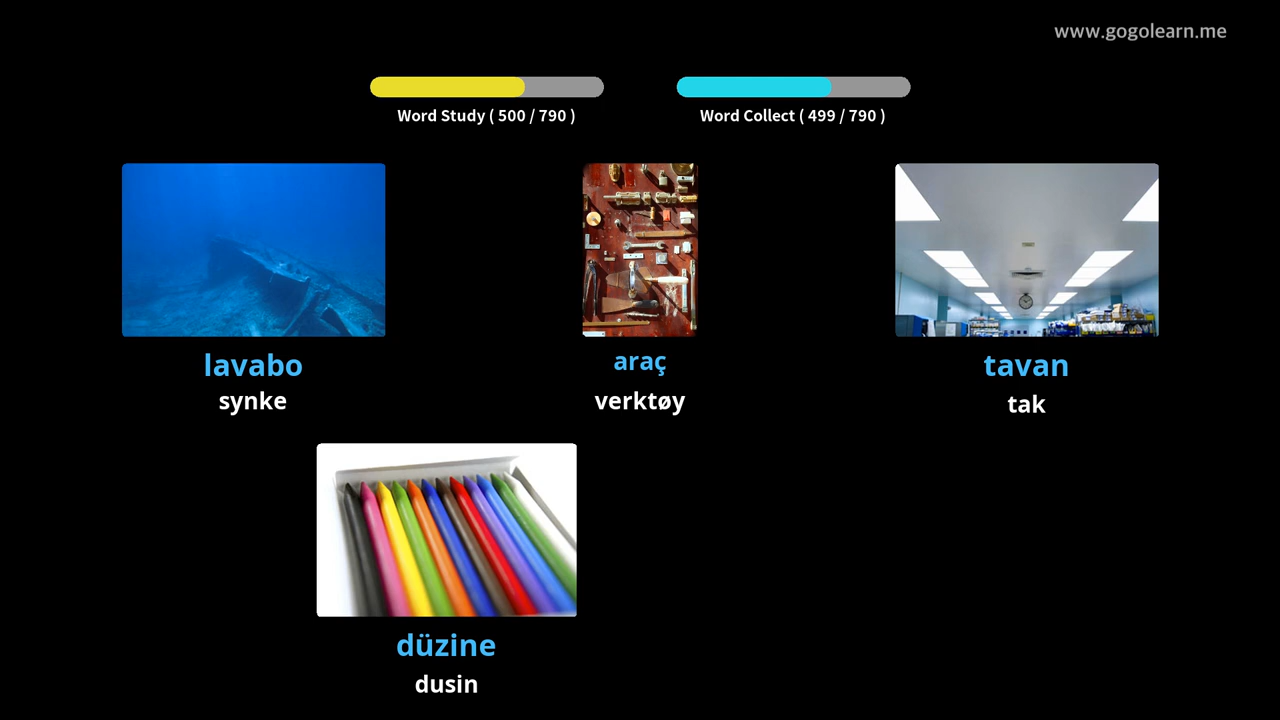 www.gogolearn.me
Word Study ( 500 / 790 )
Word Collect ( 499 / 790 )
lavabo
synke
araç
verktøy
tavan
tak
düzine
dusin